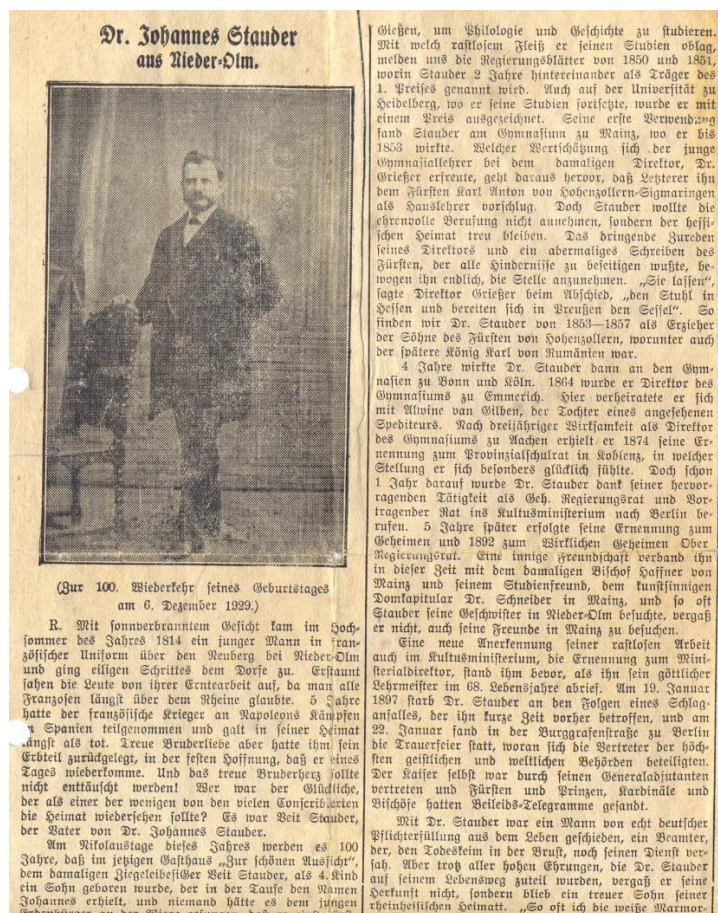 Dr. Johannes Stauder
aus Nieder-Olm.
(Zur 100. Wiederkehr seines Geburtstages
am 6. Dezember 1929.)
R. Mit sonnverbranntem Gesicht kam im Hoch-
sommer des Jahres 1814 ein junger Mann in fran-
zösischer Uniform über den Neuberg bei Nieder-Olm
und ging eiligen Schrittes dem Dorfe zu. Erstaunt
sahen die Leute von ihrer Erntearbeit auf, da man alle
Franzosen längst über dem Rheine glaubte. 5 Jahre
hatte der französische Krieger an Napoleons Kämpfen
in Spanien teilgenommen und galt in seiner Heimat
längst als tot. Treue Bruderliebe aber hatte ihm sein
Erbteil zurückgelegt, in der festen Hoffnung, daß er eines
Tages wiederkomme. Und das treue Bruderherz sollte
nicht enttäuscht werden! Wer war der Glückliche,
der als einer der wenigen von den vielen Conscribierten
die Heimat wiedersehen sollte? Es war Veit Stauder,
der Vater von Dr. Johannes Stauder.
Am Nikolaustage dieses Jahres werden es 100
Jahre, daß im jetzigen Gasthaus „Zur schönen Aussicht",
dem damaligen Ziegeleibesitzer Veit Stauder, als 4. Kind
ein Sohn geboren wurde, der in der Taufe den Namen
Johannes erhielt, und niemand hätte es dem jungen
Gießen, um Philologie und Geschichte zu studieren.
Mit welch rastlosem Fleiß er seinen Studien oblag,
melden uns die Regierungsblätter von 1850 und 1851,
worin Stauder 2 Jahre hintereinander als Träger des
1. Preises genannt wird. Auch auf der Universität zu
Heidelberg, wo er seine Studien fortsetzte, wurde er mit
einem Preis ausgezeichnet. Seine erste Verwendung
fand Stauder am Gymnasium zu Mainz, wo er bis
1853 wirkte. Welcher Wertschätzung sich der junge
Gymnasiallehrer bei dem damaligen Direktor, Dr.
Grießer erfreute, geht daraus hervor, daß Letzterer ihn
dem Fürsten Karl Anton von Hohenzollern-Sigmaringen
als Hauslehrer vorschlug. Doch Stauder wollte die
ehrenvolle Berufung nicht annehmen, sondern der hessi-
schen Heimat treu bleiben. Das dringende Zureden
seines Direktors und ein abermaliges Schreiben des
Fürsten, der alle Hindernisse zu beseitigen wußte, be-
wogen ihn endlich, die Stelle anzunehmen. „Sie lassen",
sagte Direktor Grießer beim Abschied, „den Stuhl in
Hessen und bereiten sich in Preußen den Sessel". So
finden wir Dr. Stauder von 1853—1857 als Erzieher
der Söhne des Fürsten von Hohenzollern, worunter auch
der spätere König Karl von Rumänien war.
4 Jahre wirkte Dr. Stauder dann an den Gym-
nasien zu Bonn und Köln. 1864 wurde er Direktor des
Gymnasiums zu Emmerich. Hier verheiratete er sich
mit Alwine van Gilben, der Tochter eines angesehenen
Spediteurs. Nach dreijähriger Wirksamkeit als Direktor
des Gymnasiums zu Aachen erhielt er 1874 seine Er-
nennung zum Provinzialschulrat in Koblenz, in welcher
Stellung er sich besonders glücklich fühlte. Doch schon
1 Jahr darauf wurde Dr. Stauder dank seiner hervor-
ragenden Tätigkeit als Geh. Regierungsrat und Vor-
tragender Rat ins Kultusministerium nach Berlin be-
rufen. 5 Jahre später erfolgte seine Ernennung zum
Geheimen und 1892 zum Wirklichen Geheimen Ober
Regierungsrat. Eine innige Freundschaft verband ihn
in dieser Zeit mit dem damaligen Bischof Haffner von
Mainz und seinem Studienfreund, dem kunstsinnigen
Domkapitular Dr. Schneider in Mainz, und so oft
Stauder seine Geschwister in Nieder-Olm besuchte, vergaß
er nicht, auch seine Freunde in Mainz zu besuchen.
Eine neue Anerkennung seiner rastlosen Arbeit
auch im Kultusministerium, die Ernennung zum Mini-
sterialdirektor, stand ihm bevor, als ihn sein göttlicher
Lehrmeister im 68. Lebensjahre abrief. Am 19. Januar
1897 starb Dr. Stauder an den Folgen eines Schlag-
anfalles, der ihn kurze Zeit vorher betroffen, und am
22. Januar fand in der Burggrafenstraße zu Berlin
die Trauerfeier statt, woran sich die Vertreter der höch-
sten geistlichen und weltlichen Behörden beteiligten.
Der Kaiser selbst war durch seinen Generaladjutanten
vertreten und Fürsten und Prinzen, Kardinäle und
Bischöfe hatten Beileids-Telegramme gesandt.
Mit Dr. Stauder war ein Mann von echt deutscher
Pflichterfüllung aus dem Leben geschieden, ein Beamter,
der, den Todeskeim in der Brust, noch seinen Dienst ver-
sah. Aber trotz aller hohen Ehrungen, die Dr. Stauder
auf seinem Lebensweg zuteil wurden, vergaß er seine
Herkunft nicht, sondern blieb ein treuer Sohn seiner
rheinhessischen Heimatt. „So oft ich die weiße Marmor-